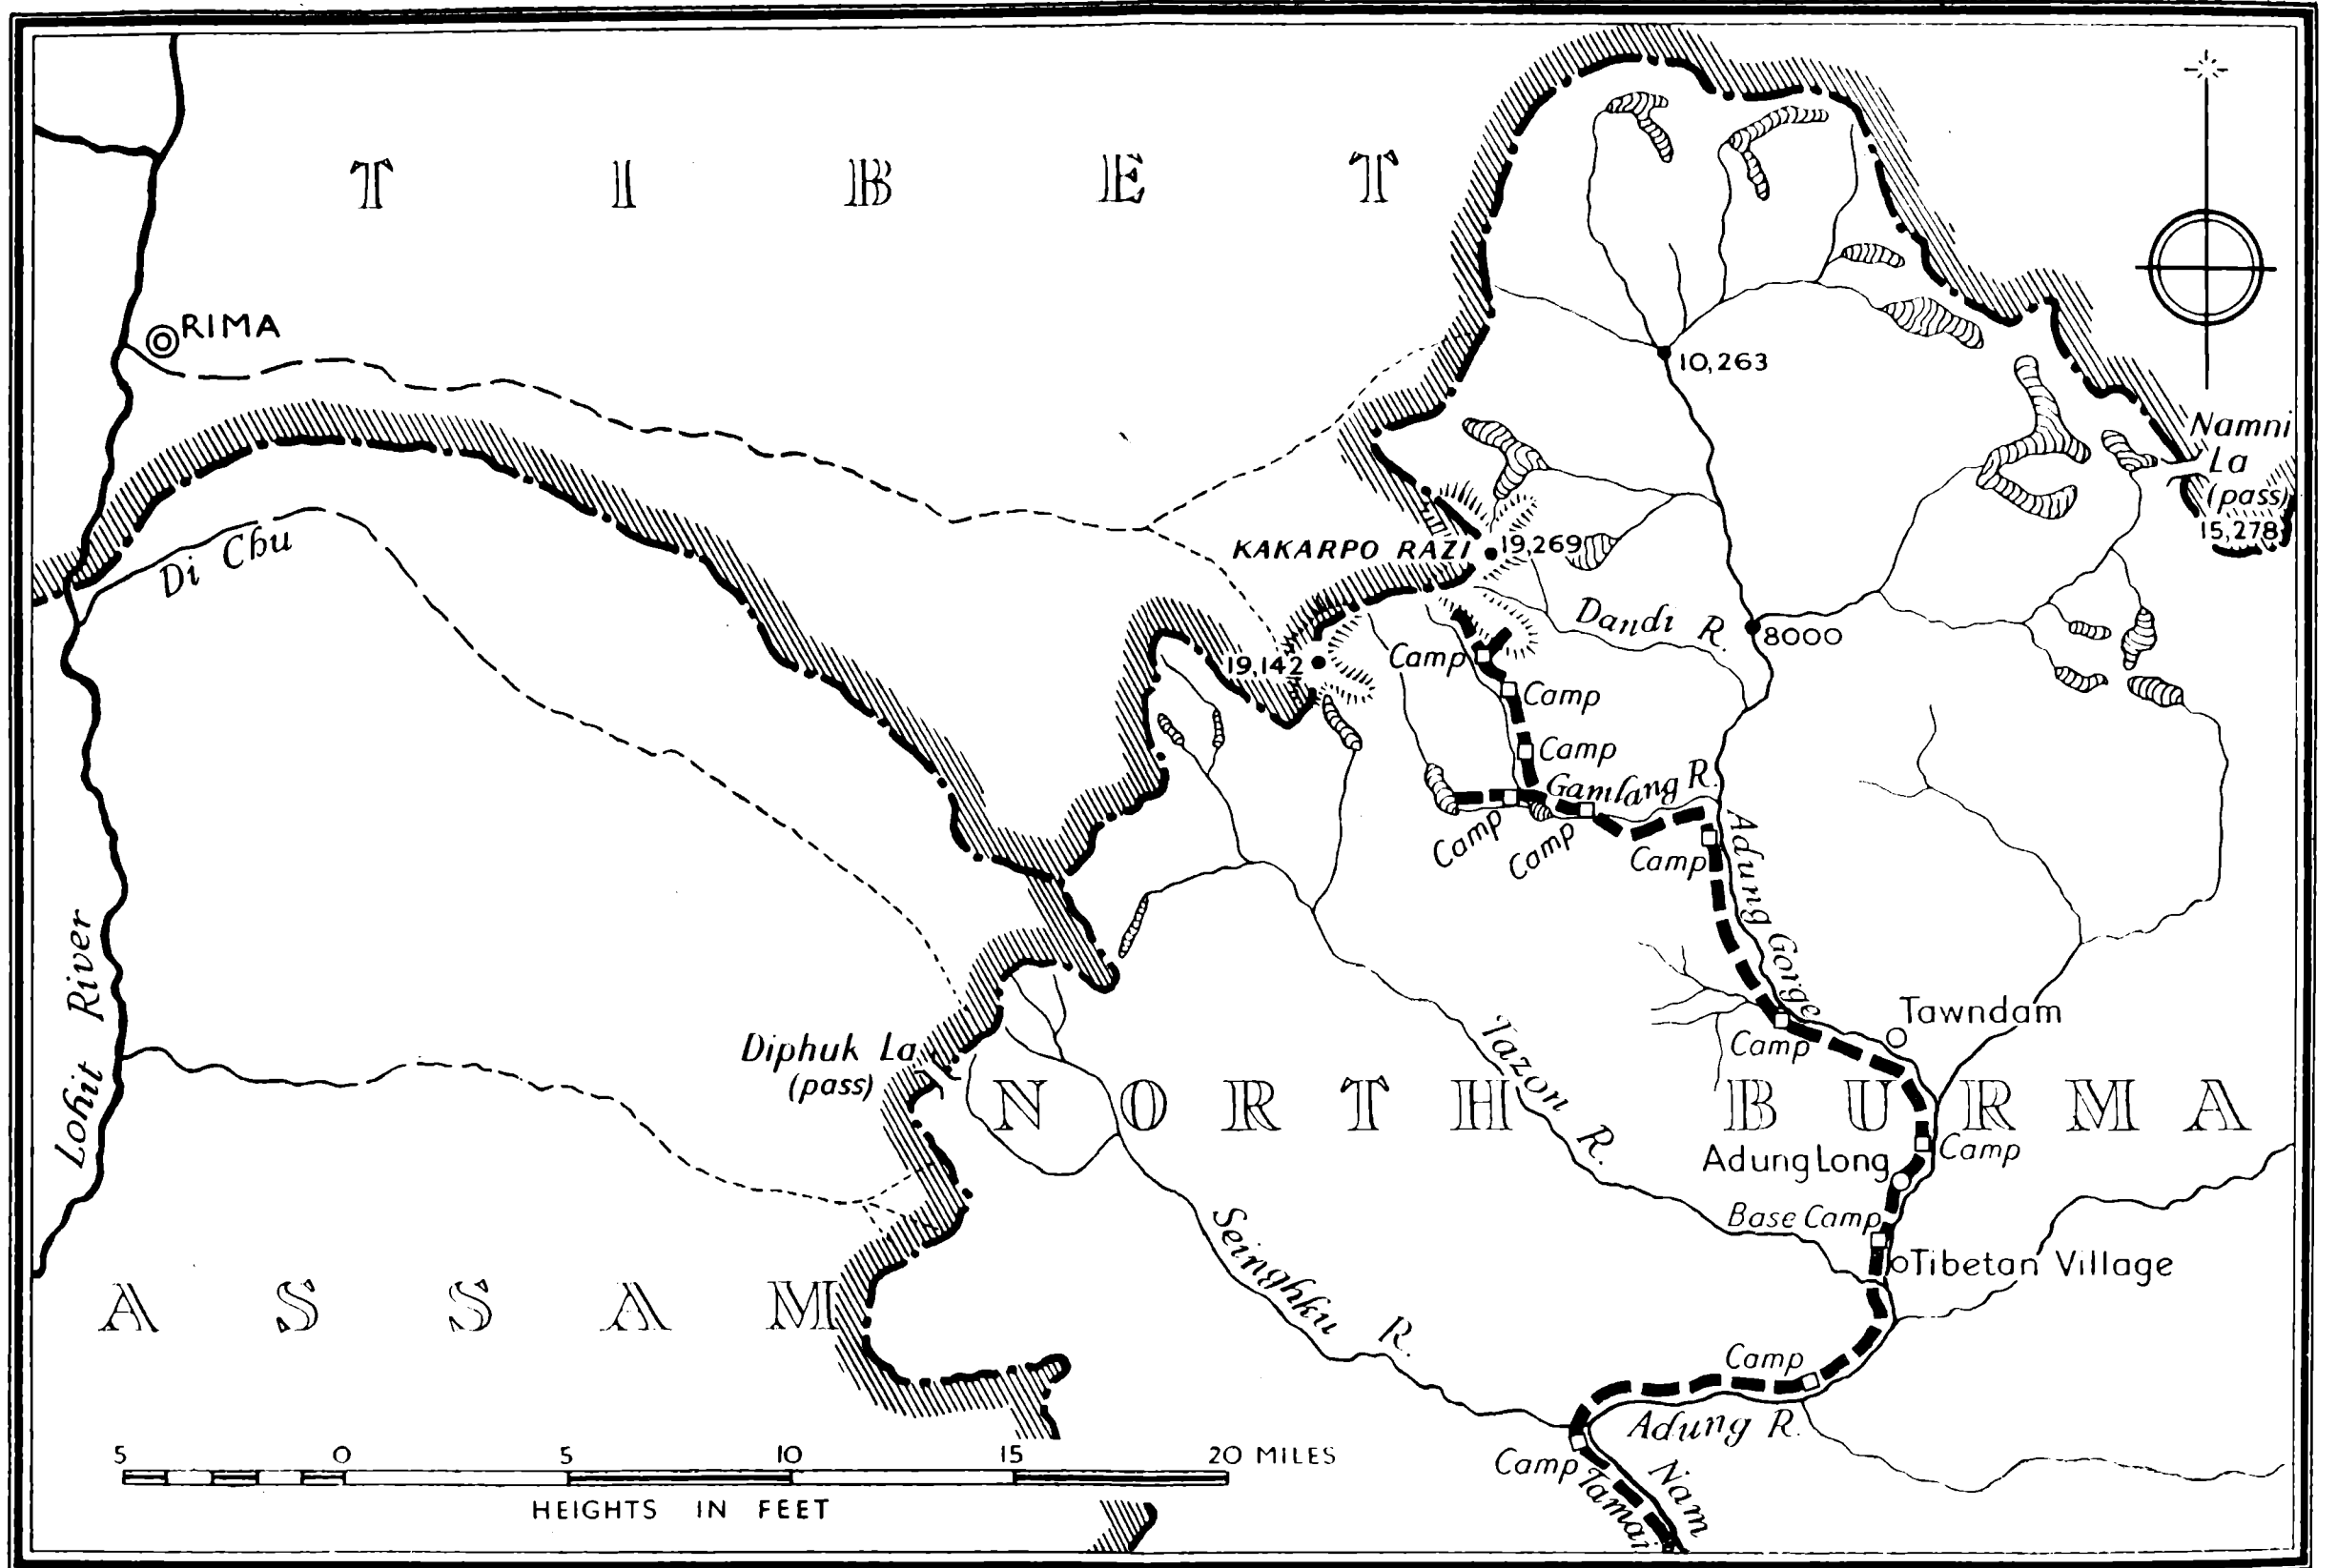 TIBET
RIMA
10,263
Namni
La
(pass)
15,278
Di Chu
KAKARPO RAZI
19,269
Dandi R.
8000
19,142
Camp
Camp
Camp
Gamlang R.
Camp
Camp
Camp
Adung Gorge
Lohit River
Tawndam
Camp
Diphuk La
(pass)
NORTH BURMA
Tazon R.
Camp
Adung Long
Base Camp
Tibetan Village
Seinghku R.
ASSAM
Camp
Adung R.
Camp
Nam
Tamai
5 0 5 10 15 20 MILES
HEIGHTS IN FEET